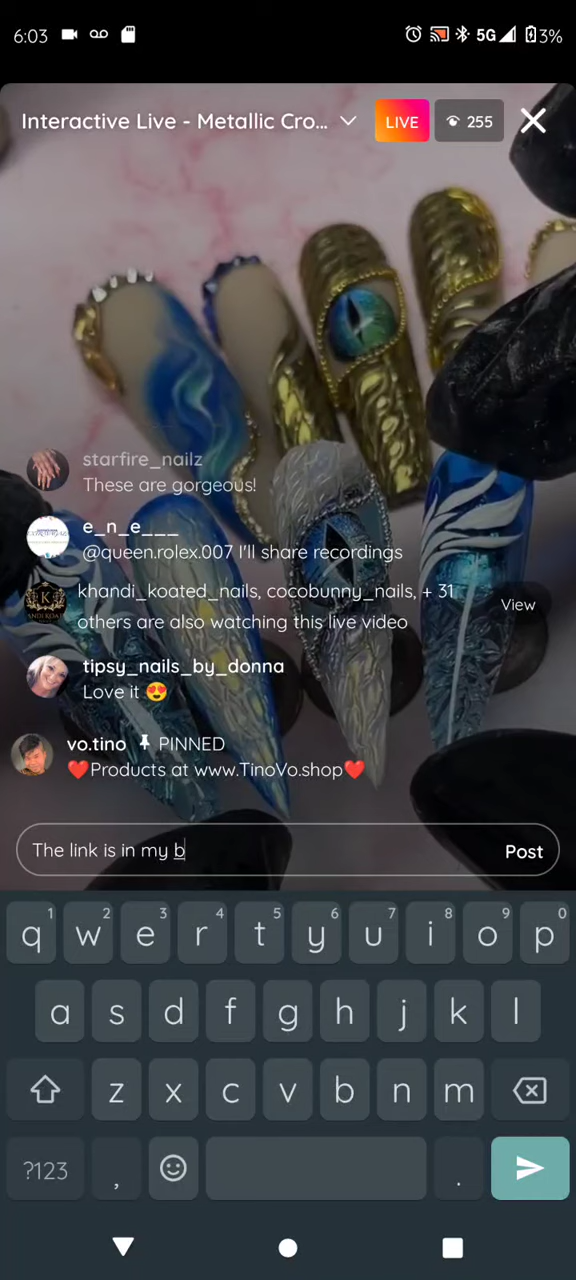 6:03
5G 3%
Interactive Live - Metallic Cro...
LIVE
255
starfire_nailz
These are gorgeous!
e_n_e___
@queen.rolex.007 I'll share recordings
khandi_koated_nails, cocobunny_nails, + 31
others are also watching this live video
View
tipsy_nails_by_donna
Love it 😍
vo.tino PINNED
❤️Products at www.TinoVo.shop❤️
The link is in my b
Post
1 2 3 4 5 6 7 8 9 0
q w e r t y u i o p
a s d f g h j k l
z x c v b n m
?123 , .